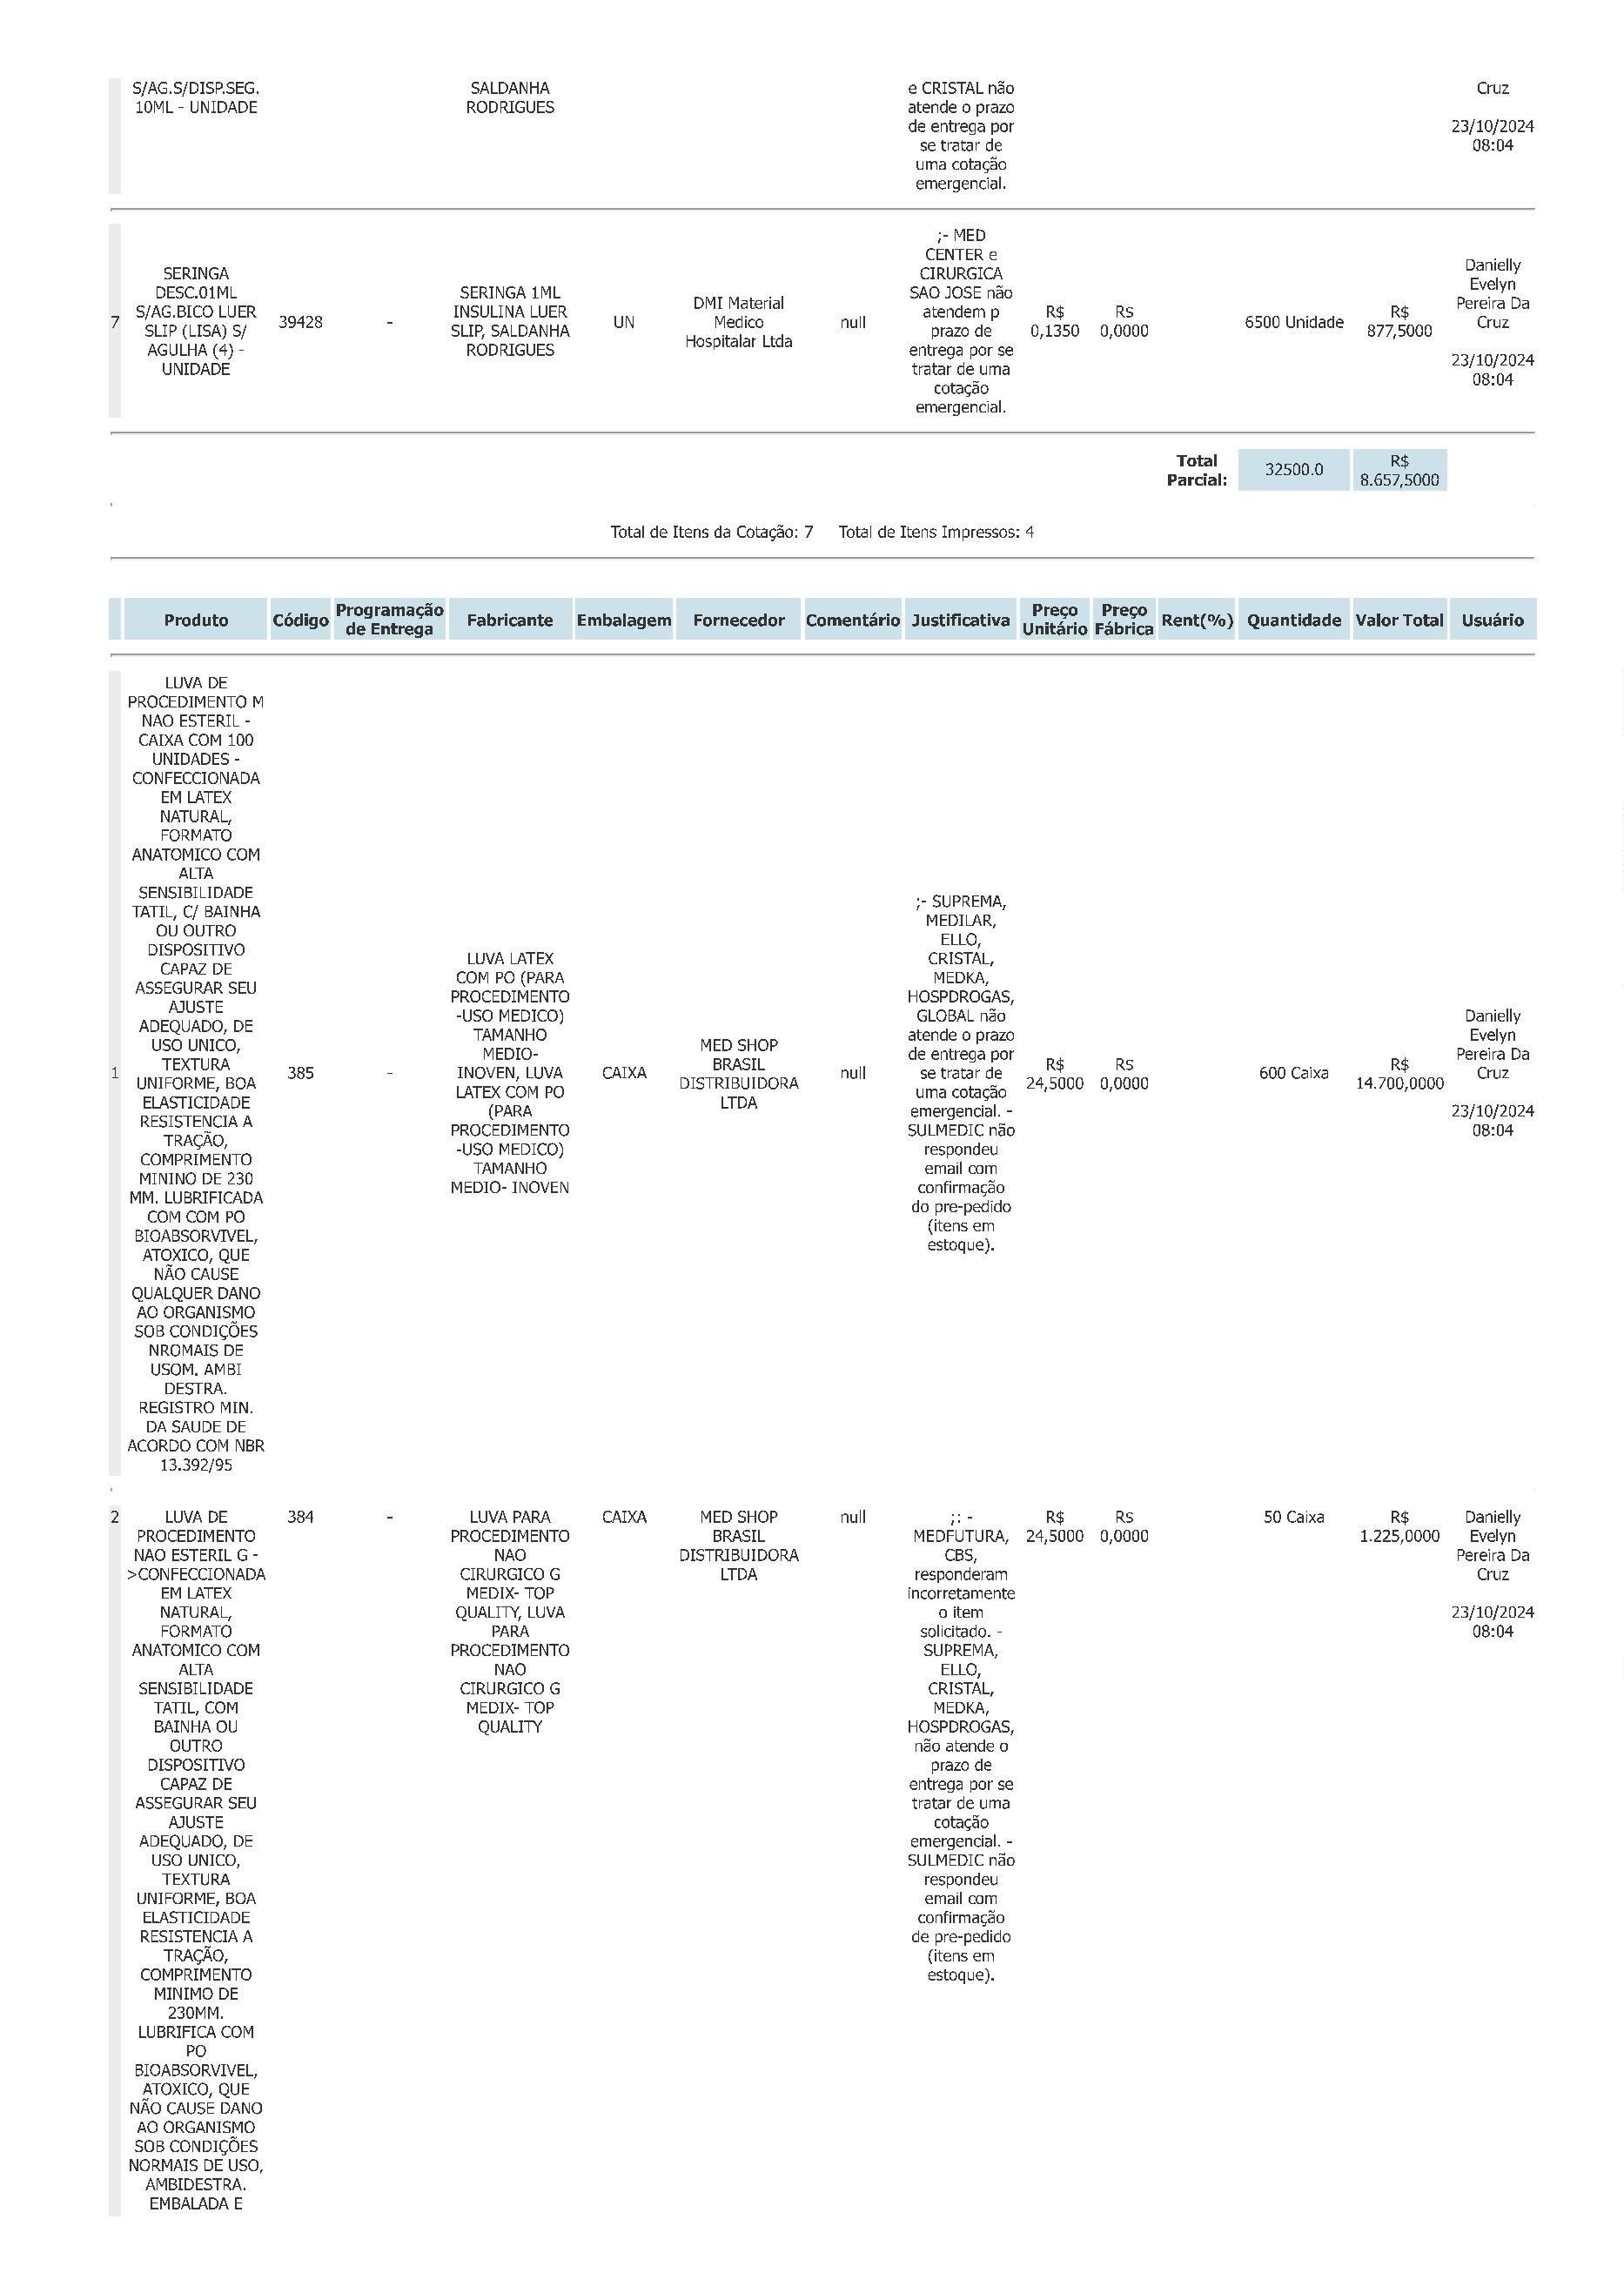 S/AG.S/DISP.SEG.
10ML - UNIDADE
SALDANHA
RODRIGUES
e CRISTAL não
atende o prazo
de entrega por
se tratar de
uma cotação
emergencial.
Cruz
23/10/2024
08:04
7
SERINGA
DESC.01ML
S/AG.BICO LUER
SLIP (LISA) S/
AGULHA (4) -
UNIDADE
39428
-
SERINGA 1ML
INSULINA LUER
SLIP, SALDANHA
RODRIGUES
UN
DMI Material
Medico
Hospitalar Ltda
null
;- MED
CENTER e
CIRURGICA
SAO JOSE não
atendem p
prazo de
entrega por se
tratar de uma
cotação
emergencial.
R$
0,1350
R$
0,0000
6500 Unidade
R$
877,5000
Danielly
Evelyn
Pereira Da
Cruz
23/10/2024
08:04
Total
Parcial:
32500.0
R$
8.657,5000
Total de Itens da Cotação: 7 Total de Itens Impressos: 4
Produto
Código
Programação
de Entrega
Fabricante
Embalagem
Fornecedor
Comentário
Justificativa
Preço
Unitário
Preço
Fábrica
Rent(%)
Quantidade
Valor Total
Usuário
1
LUVA DE
PROCEDIMENTO M
NAO ESTERIL -
CAIXA COM 100
UNIDADES -
CONFECCIONADA
EM LATEX
NATURAL,
FORMATO
ANATOMICO COM
ALTA
SENSIBILIDADE
TATIL, C/ BAINHA
OU OUTRO
DISPOSITIVO
CAPAZ DE
ASSEGURAR SEU
AJUSTE
ADEQUADO, DE
USO UNICO,
TEXTURA
UNIFORME, BOA
ELASTICIDADE
RESISTENCIA A
TRAÇÃO,
COMPRIMENTO
MININO DE 230
MM. LUBRIFICADA
COM COM PO
BIOABSORVIVEL,
ATOXICO, QUE
NÃO CAUSE
QUALQUER DANO
AO ORGANISMO
SOB CONDIÇÕES
NROMAIS DE
USOM. AMBI
DESTRA.
REGISTRO MIN.
DA SAUDE DE
ACORDO COM NBR
13.392/95
385
-
LUVA LATEX
COM PO (PARA
PROCEDIMENTO
-USO MEDICO)
TAMANHO
MEDIO-
INOVEN, LUVA
LATEX COM PO
(PARA
PROCEDIMENTO
-USO MEDICO)
TAMANHO
MEDIO- INOVEN
CAIXA
MED SHOP
BRASIL
DISTRIBUIDORA
LTDA
null
;- SUPREMA,
MEDILAR,
ELLO,
CRISTAL,
MEDKA,
HOSPDROGAS,
GLOBAL não
atende o prazo
de entrega por
se tratar de
uma cotação
emergencial. -
SULMEDIC não
respondeu
email com
confirmação
do pre-pedido
(itens em
estoque).
R$
24,5000
R$
0,0000
600 Caixa
R$
14.700,0000
Danielly
Evelyn
Pereira Da
Cruz
23/10/2024
08:04
2
LUVA DE
PROCEDIMENTO
NAO ESTERIL G -
>CONFECCIONADA
EM LATEX
NATURAL,
FORMATO
ANATOMICO COM
ALTA
SENSIBILIDADE
TATIL, COM
BAINHA OU
OUTRO
DISPOSITIVO
CAPAZ DE
ASSEGURAR SEU
AJUSTE
ADEQUADO, DE
USO UNICO,
TEXTURA
UNIFORME, BOA
ELASTICIDADE
RESISTENCIA A
TRAÇÃO,
COMPRIMENTO
MINIMO DE
230MM.
LUBRIFICA COM
PO
BIOABSORVIVEL,
ATOXICO, QUE
NÃO CAUSE DANO
AO ORGANISMO
SOB CONDIÇÕES
NORMAIS DE USO,
AMBIDESTRA.
EMBALADA E
384
-
LUVA PARA
PROCEDIMENTO
NAO
CIRURGICO G
MEDIX- TOP
QUALITY, LUVA
PARA
PROCEDIMENTO
NAO
CIRURGICO G
MEDIX- TOP
QUALITY
CAIXA
MED SHOP
BRASIL
DISTRIBUIDORA
LTDA
null
;: -
MEDFUTURA,
CBS,
responderam
incorretamente
o item
solicitado. -
SUPREMA,
ELLO,
CRISTAL,
MEDKA,
HOSPDROGAS,
não atende o
prazo de
entrega por se
tratar de uma
cotação
emergencial. -
SULMEDIC não
respondeu
email com
confirmação
de pre-pedido
(itens em
estoque).
R$
24,5000
R$
0,0000
50 Caixa
R$
1.225,0000
Danielly
Evelyn
Pereira Da
Cruz
23/10/2024
08:04